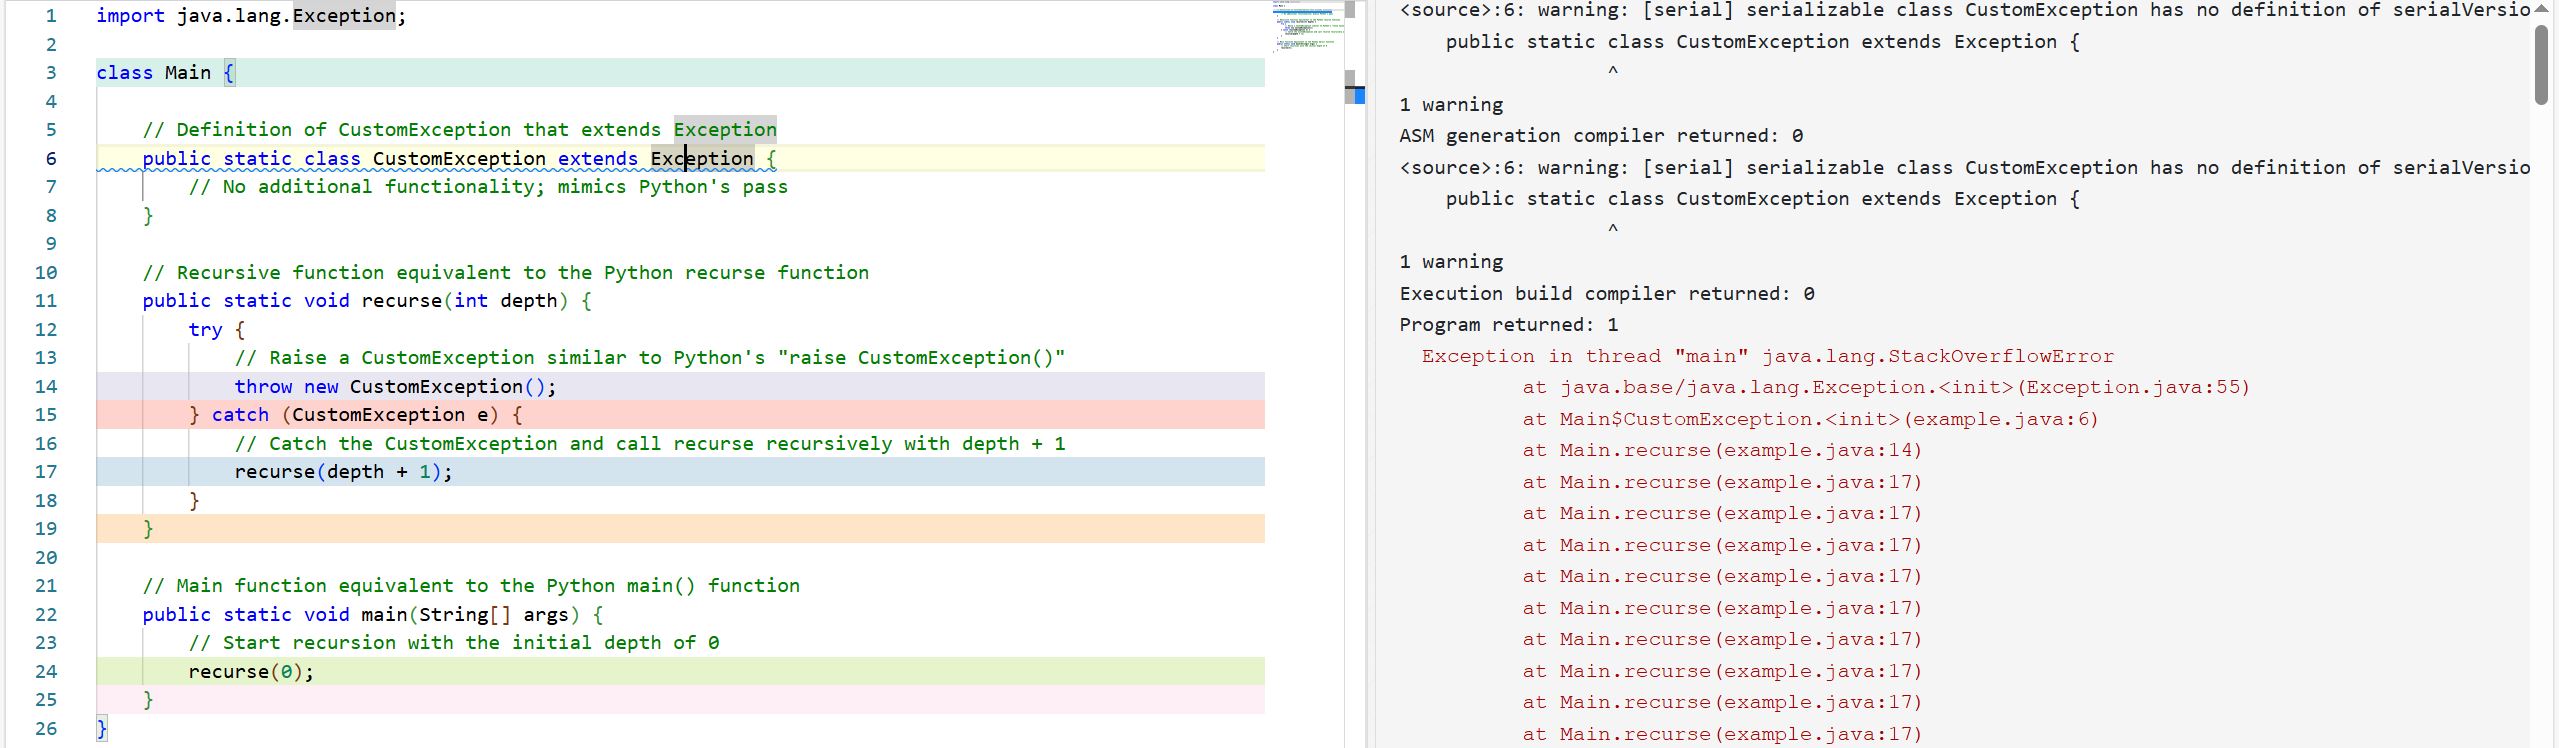 1 import java.lang.Exception;
2
3 class Main {
4
5 // Definition of CustomException that extends Exception
6 public static class CustomException extends Exception {
7 // No additional functionality; mimics Python's pass
8 }
9
10 // Recursive function equivalent to the Python recurse function
11 public static void recurse(int depth) {
12 try {
13 // Raise a CustomException similar to Python's "raise CustomException()"
14 throw new CustomException();
15 } catch (CustomException e) {
16 // Catch the CustomException and call recurse recursively with depth + 1
17 recurse(depth + 1);
18 }
19 }
20
21 // Main function equivalent to the Python main() function
22 public static void main(String[] args) {
23 // Start recursion with the initial depth of 0
24 recurse(0);
25 }
26 }
<source>:6: warning: [serial] serializable class CustomException has no definition of serialVersio
public static class CustomException extends Exception {
^
1 warning
ASM generation compiler returned: 0
<source>:6: warning: [serial] serializable class CustomException has no definition of serialVersio
public static class CustomException extends Exception {
^
1 warning
Execution build compiler returned: 0
Program returned: 1
Exception in thread "main" java.lang.StackOverflowError
at java.base/java.lang.Exception.<init>(Exception.java:55)
at Main$CustomException.<init>(example.java:6)
at Main.recurse(example.java:14)
at Main.recurse(example.java:17)
at Main.recurse(example.java:17)
at Main.recurse(example.java:17)
at Main.recurse(example.java:17)
at Main.recurse(example.java:17)
at Main.recurse(example.java:17)
at Main.recurse(example.java:17)
at Main.recurse(example.java:17)
at Main.recurse(example.java:17)